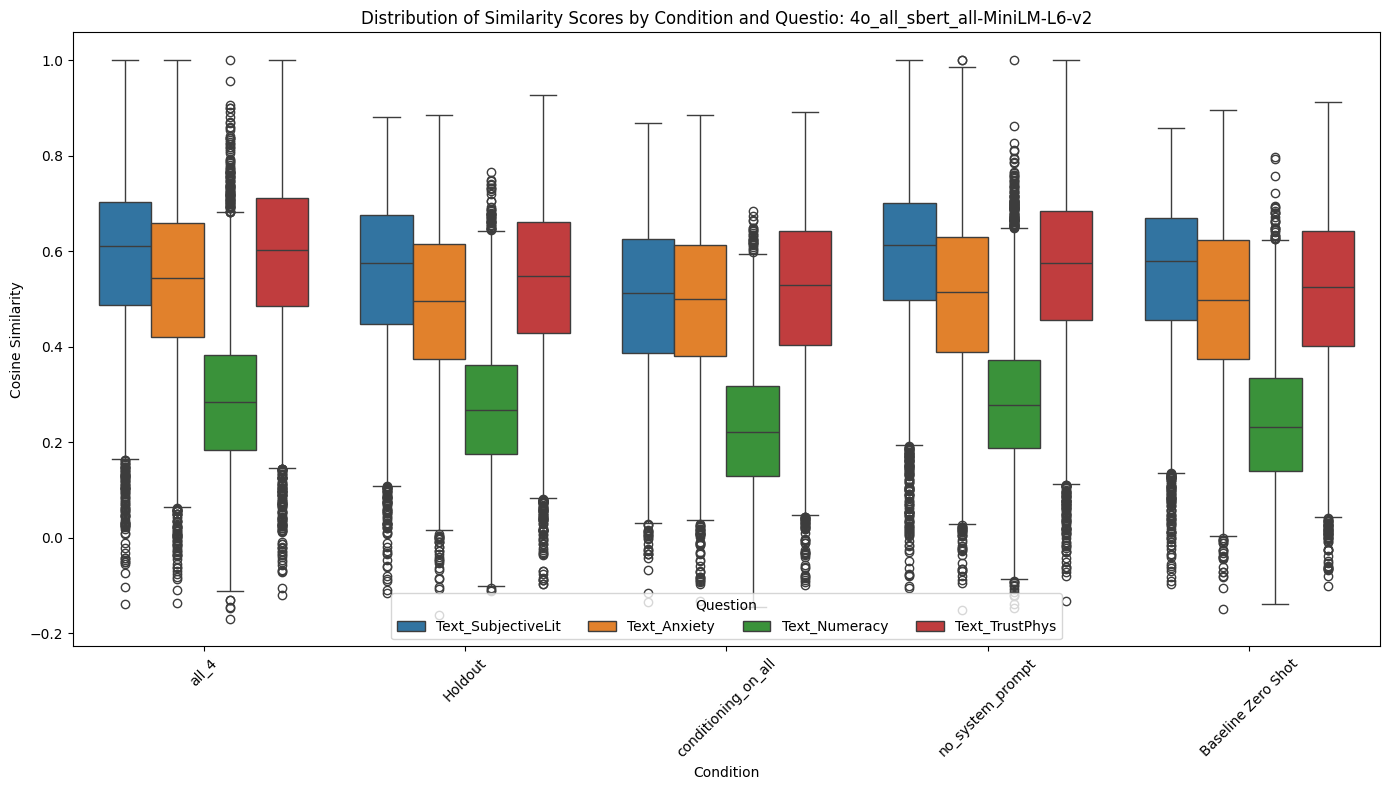 Distribution of Similarity Scores by Condition and Questio: 4o_all_sbert_all-MiniLM-L6-v2
Cosine Similarity
1.0
0.8
0.6
0.4
0.2
0.0
−0.2
Question
Text_SubjectiveLit
Text_Anxiety
Text_Numeracy
Text_TrustPhys
all_4
Holdout
conditioning_on_all
no_system_prompt
Baseline Zero Shot
Condition